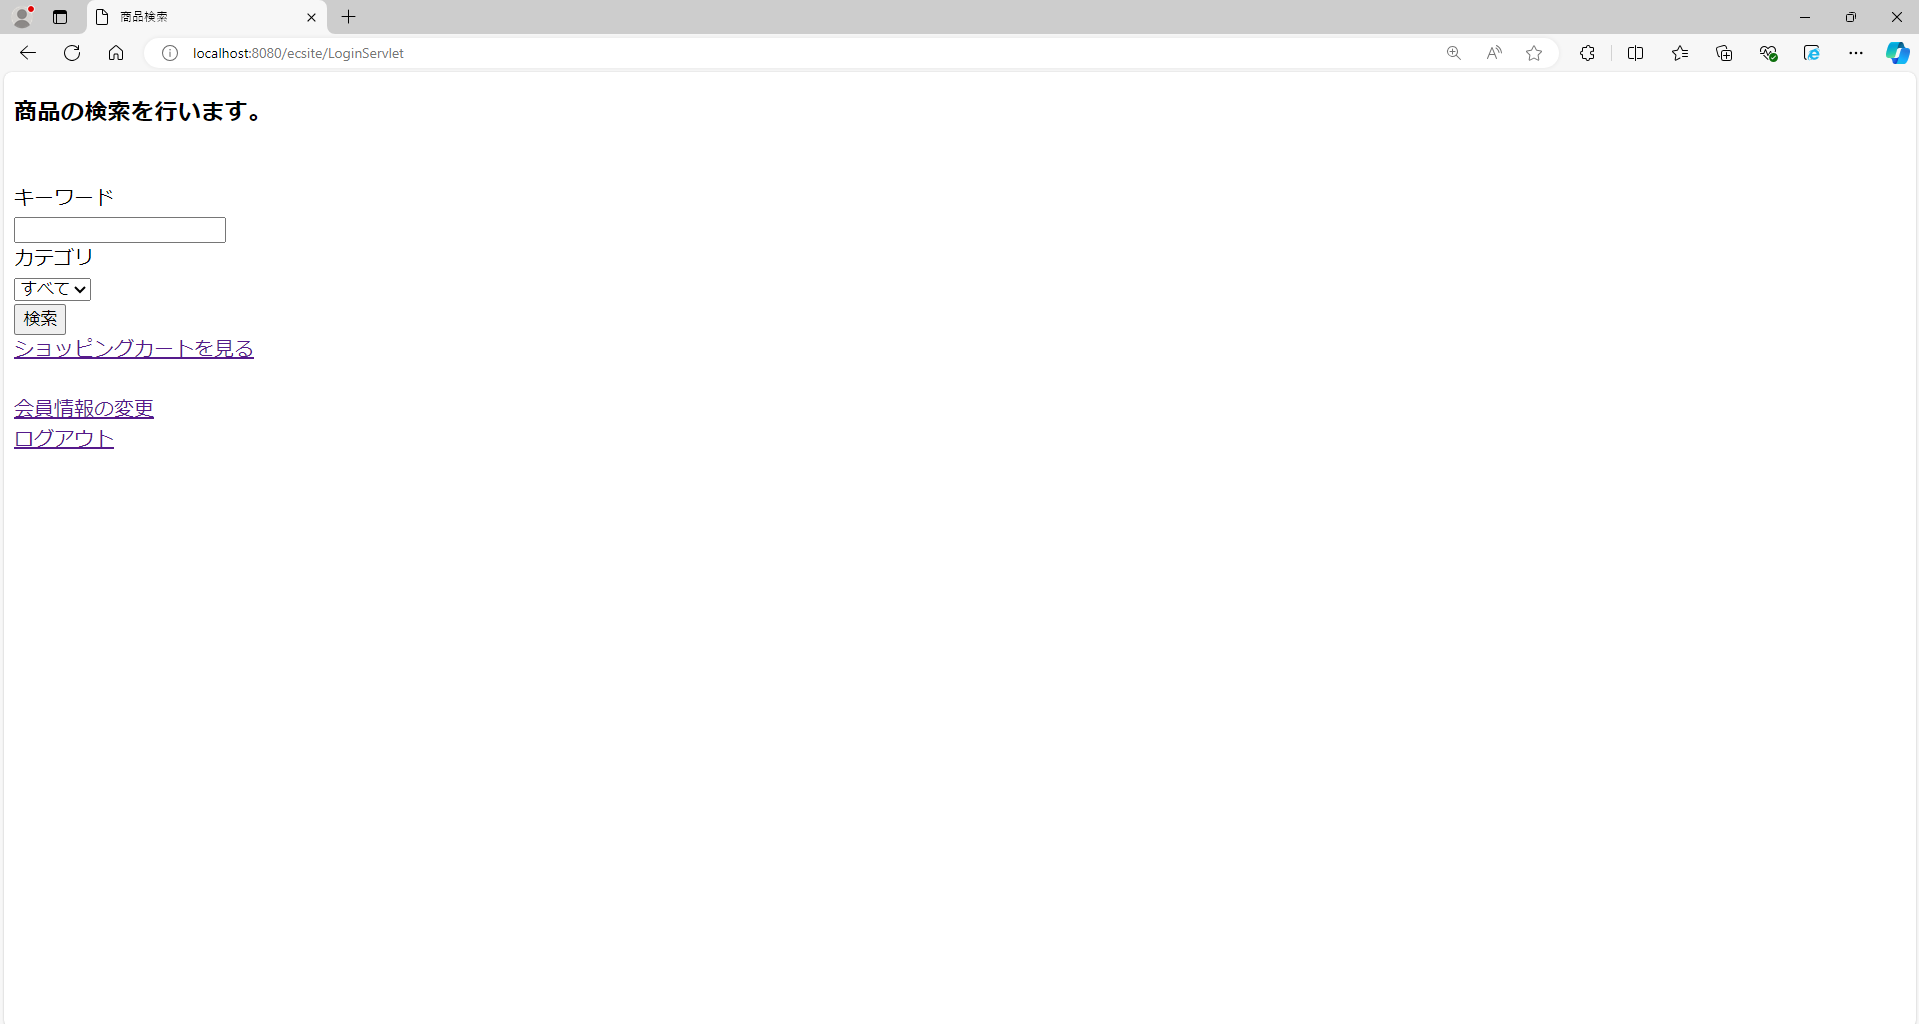 商品検索
localhost:8080/ecsite/LoginServlet
商品の検索を行います。
キーワード
カテゴリ
すべて
検索
ショッピングカートを見る
会員情報の変更
ログアウト